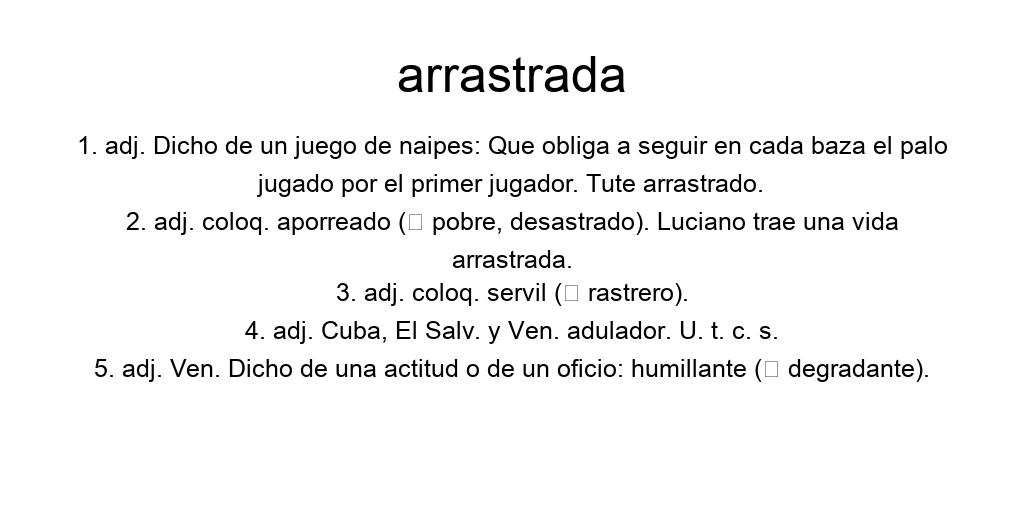 arrastrada
1. adj. Dicho de un juego de naipes: Que obliga a seguir en cada baza el palo
jugado por el primer jugador. Tute arrastrado.
2. adj. coloq. aporreado (□ pobre, desastrado). Luciano trae una vida
arrastrada.
3. adj. coloq. servil (□ rastrero).
4. adj. Cuba, El Salv. y Ven. adulador. U. t. c. s.
5. adj. Ven. Dicho de una actitud o de un oficio: humillante (□ degradante).